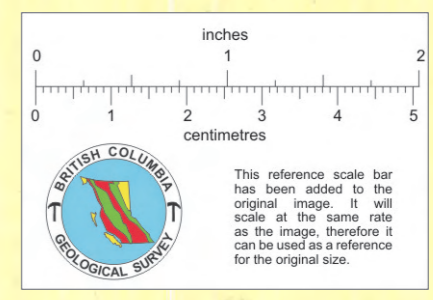 inches
0 1 2
0 1 2 3 4 5
centimetres
BRITISH COLUMBIA
GEOLOGICAL SURVEY
This reference scale bar
has been added to the
original image. It will
scale at the same rate
as the image, therefore it
can be used as a reference
for the original size.